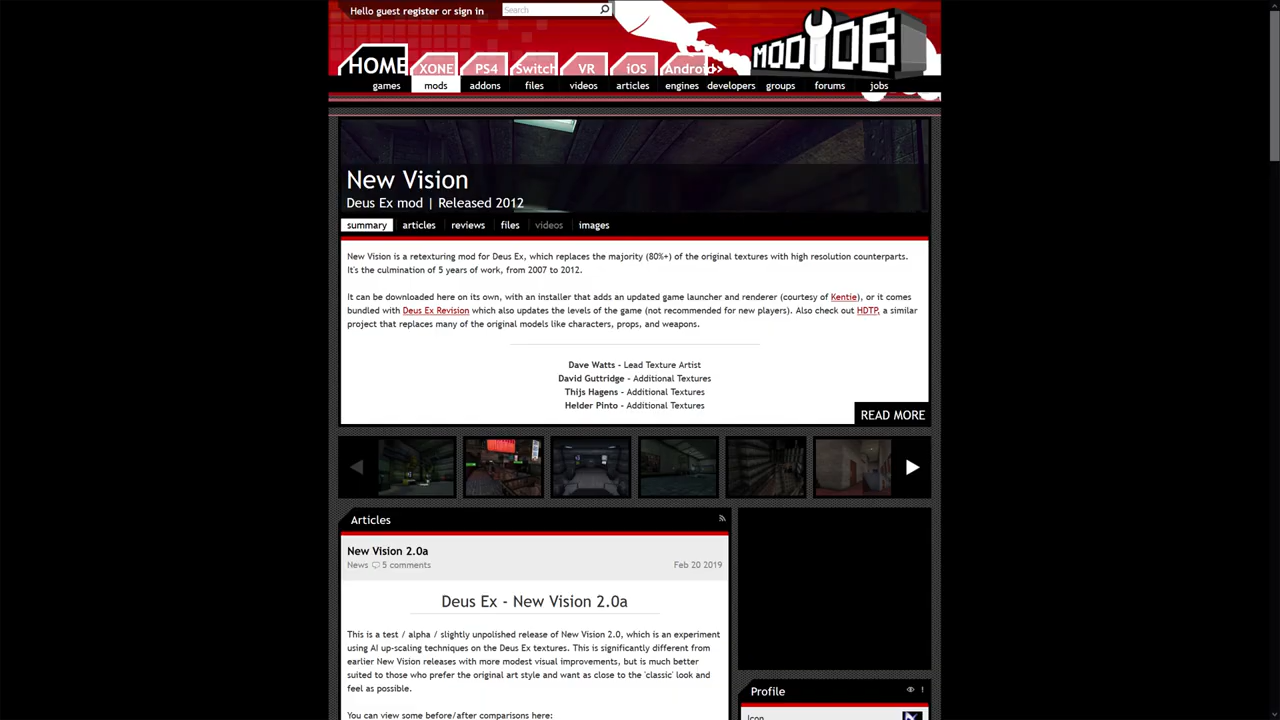 Hello guest register or sign in
Search
MODDB
HOME XONE PS4 Switch VR iOS Android >>
games mods addons files videos articles engines developers groups forums jobs
New Vision
Deus Ex mod | Released 2012
summary articles reviews files videos images
New Vision is a retexturing mod for Deus Ex, which replaces the majority (80%+) of the original textures with high resolution counterparts.
It's the culmination of 5 years of work, from 2007 to 2012.
It can be downloaded here on its own, with an installer that adds an updated game launcher and renderer (courtesy of Kentie), or it comes
bundled with Deus Ex Revision which also updates the levels of the game (not recommended for new players). Also check out HDTP, a similar
project that replaces many of the original models like characters, props, and weapons.
Dave Watts - Lead Texture Artist
David Guttridge - Additional Textures
Thijs Hagens - Additional Textures
Helder Pinto - Additional Textures
READ MORE
Articles
New Vision 2.0a
News 5 comments Feb 20 2019
Deus Ex - New Vision 2.0a
This is a test / alpha / slightly unpolished release of New Vision 2.0, which is an experiment
using AI up-scaling techniques on the Deus Ex textures. This is significantly different from
earlier New Vision releases with more modest visual improvements, but is much better
suited to those who prefer the original art style and want as close to the 'classic' look and
feel as possible.
You can view some before/after comparisons here:
Profile
Icon